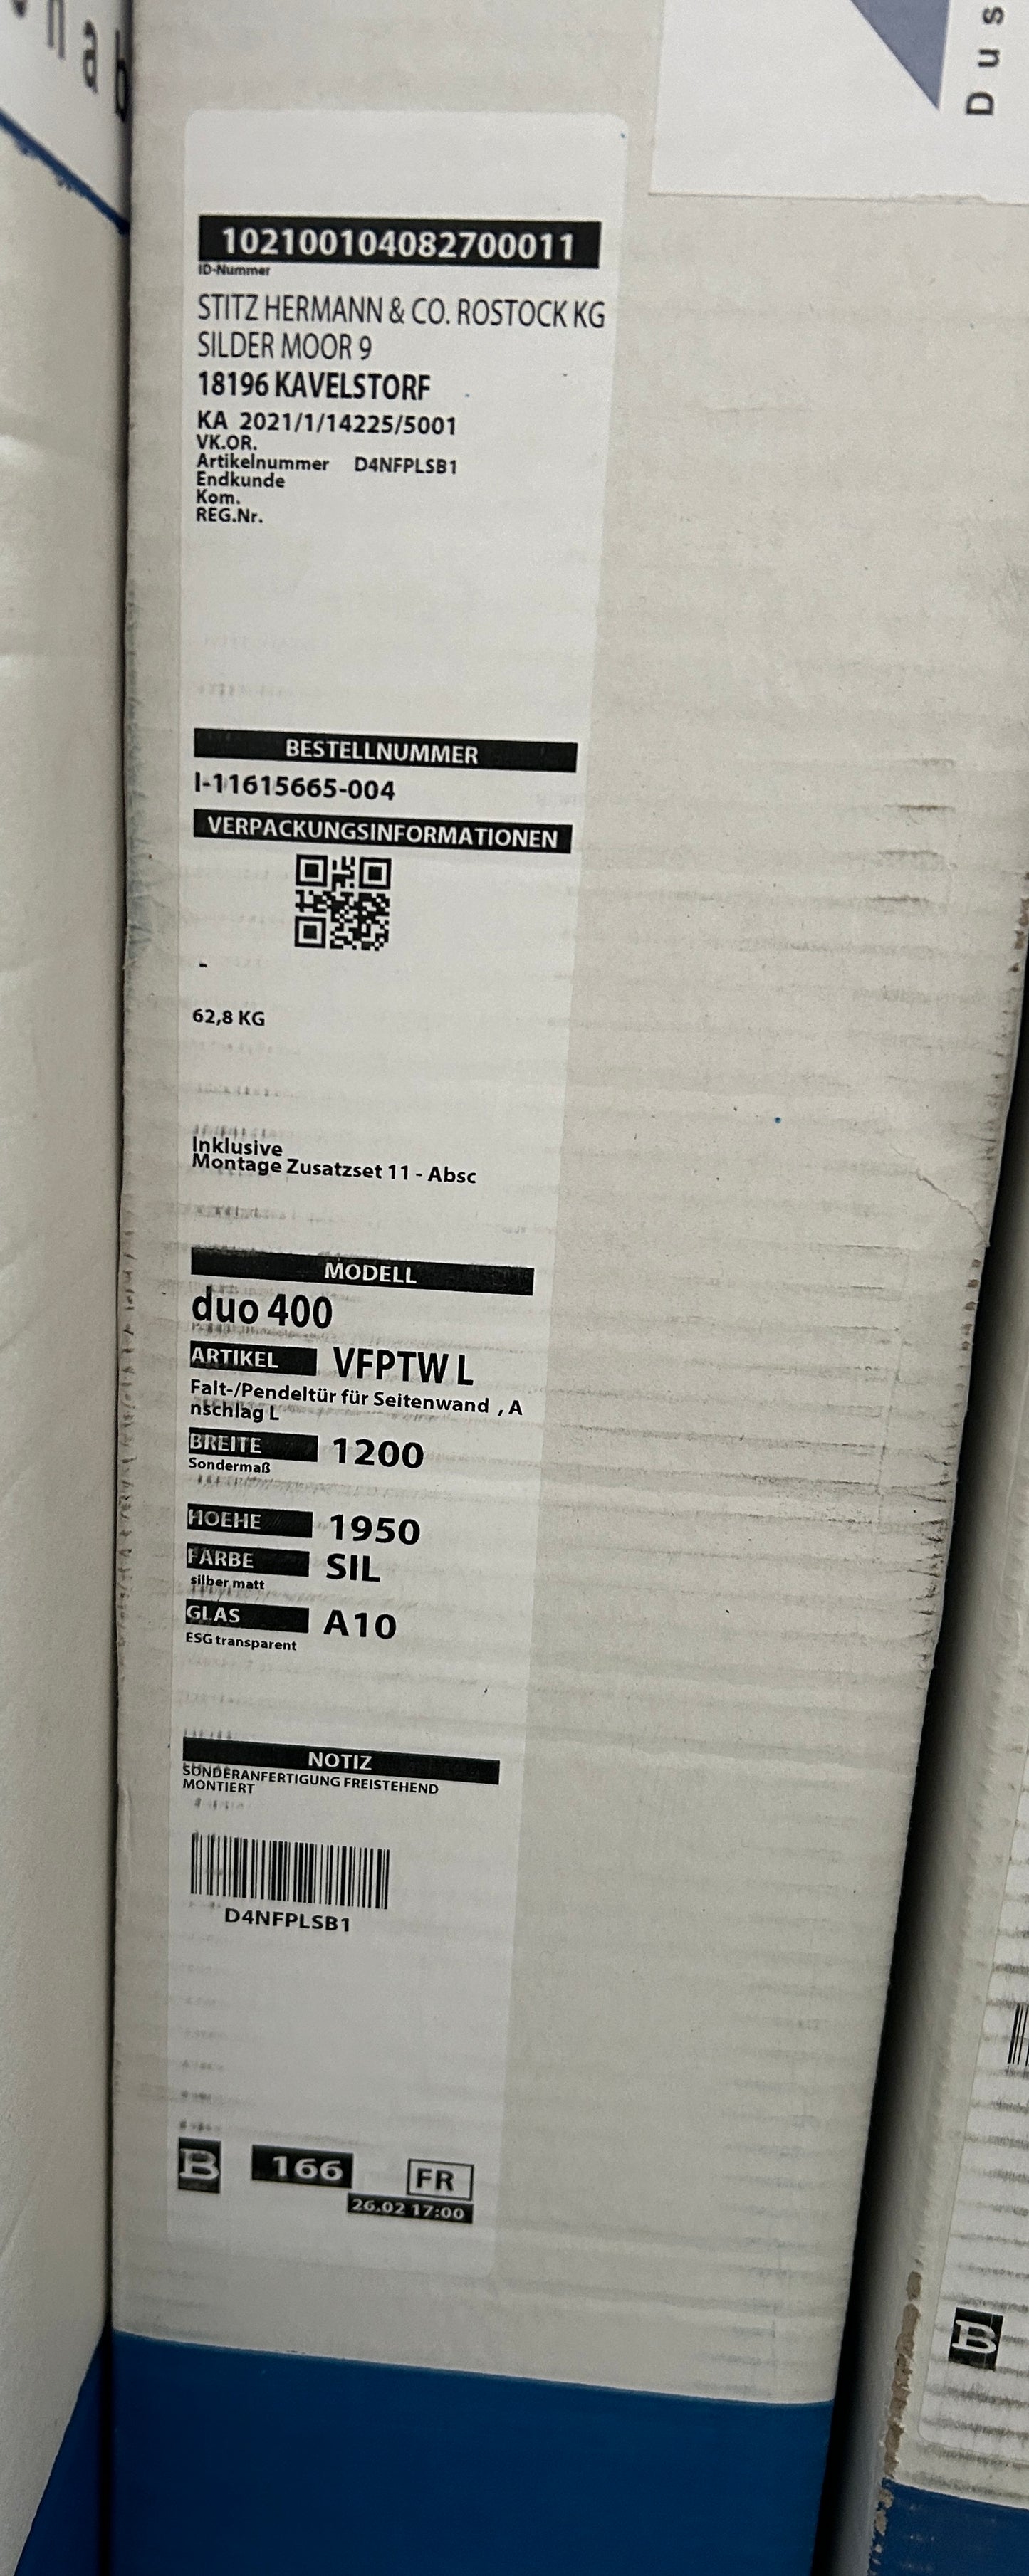 nab
Dus
102100104082700011
ID-Nummer
STITZ HERMANN & CO. ROSTOCK KG
SILDER MOOR 9
18196 KAVELSTORF
KA 2021/1/14225/5001
VK.OR.
Artikelnummer D4NFPLSB1
Endkunde
Kom.
REG.Nr.
BESTELLNUMMER
I-11615665-004
VERPACKUNGSINFORMATIONEN
-
62,8 KG
Inklusive
Montage Zusatzset 11 - Absc
MODELL
duo 400
ARTIKEL VFPTW L
Falt-/Pendeltür für Seitenwand , A
nschlag L
BREITE 1200
Sondermaß
HOEHE 1950
FARBE SIL
silber matt
GLAS A10
ESG transparent
NOTIZ
SONDERANFERTIGUNG FREISTEHEND
MONTIERT
D4NFPLSB1
B 166 FR
26.02 17:00
B